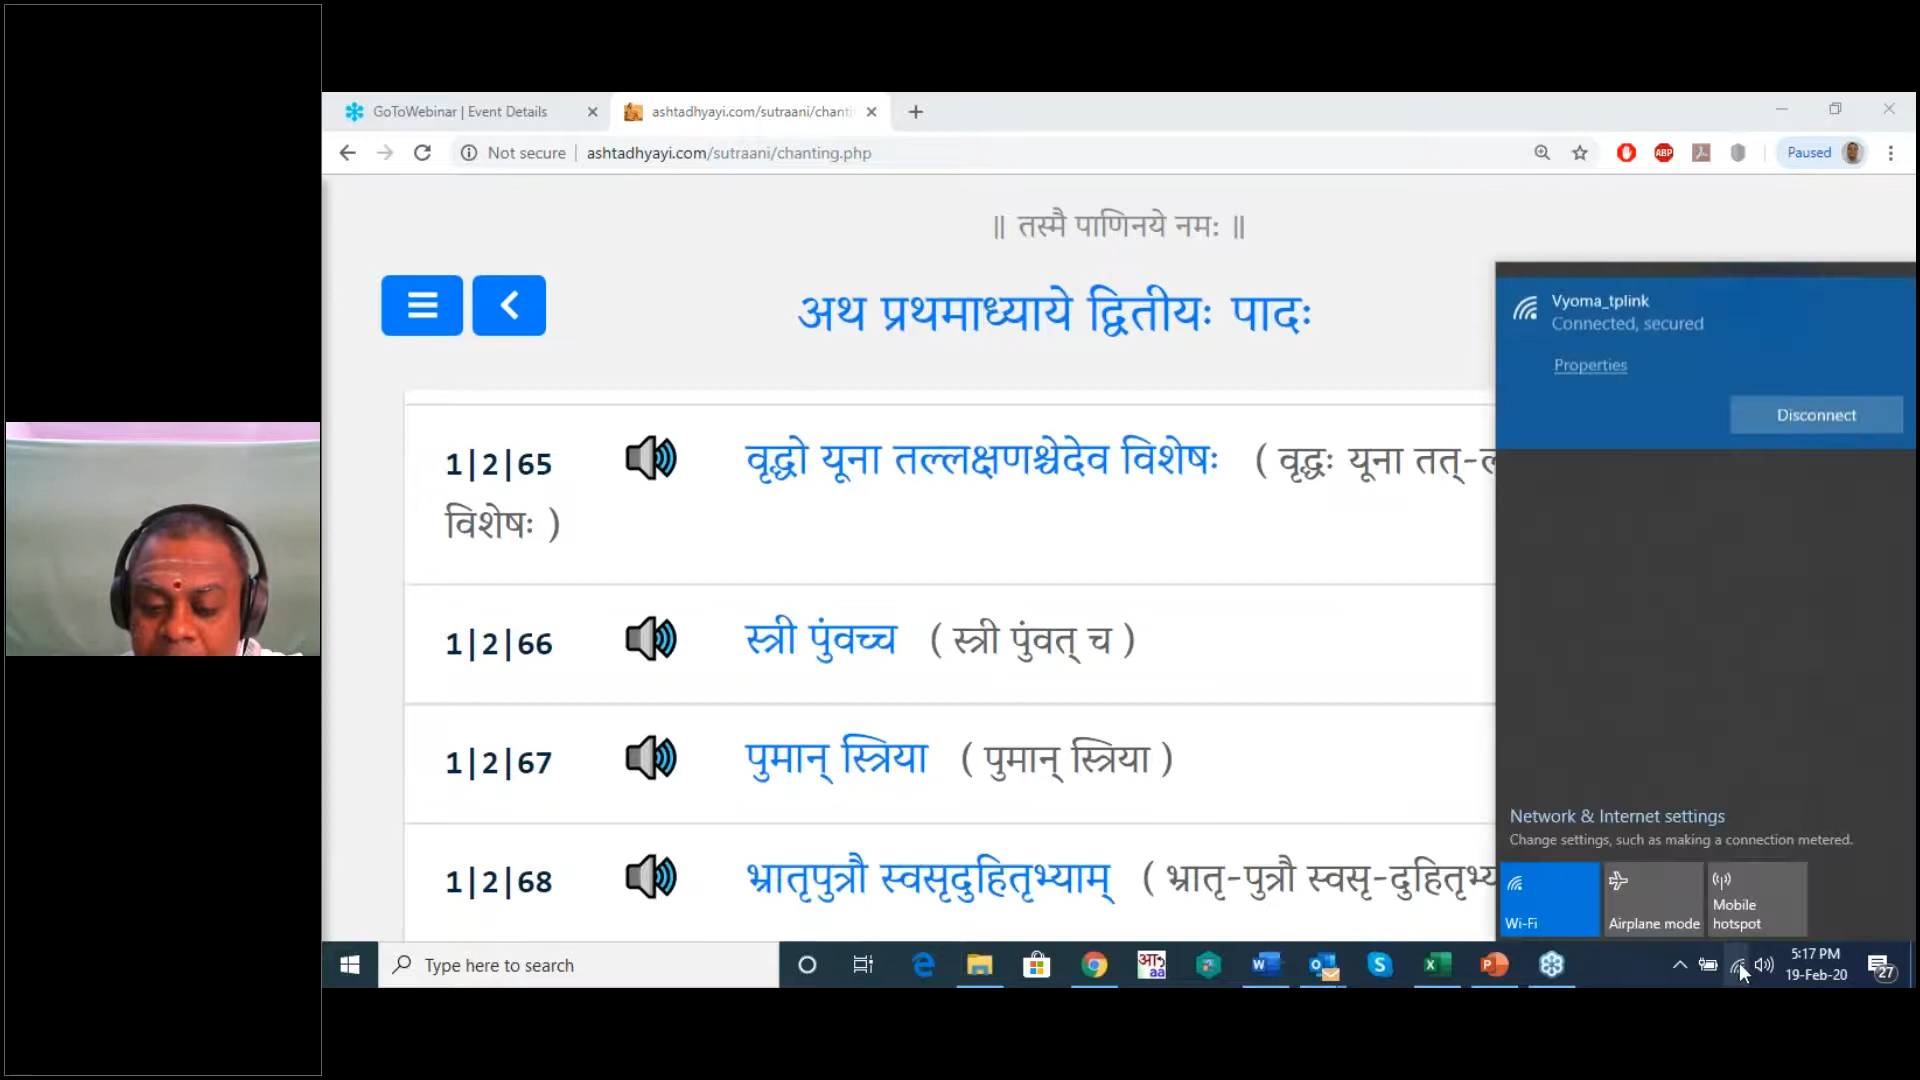 GoToWebinar | Event Details
ashtadhyayi.com/sutraani/chanti
Not secure | ashtadhyayi.com/sutraani/chanting.php
ABP
Paused
॥ तस्मै पाणिनये नमः ॥
अथ प्रथमाध्याये द्वितीयः पादः
1|2|65 वृद्धो यूना तल्लक्षणश्चेदेव विशेषः ( वृद्धः यूना तत्-ल
विशेषः )
1|2|66 स्त्री पुंवच्च ( स्त्री पुंवत् च )
1|2|67 पुमान् स्त्रिया ( पुमान् स्त्रिया )
1|2|68 भ्रातृपुत्रौ स्वसृदुहितृभ्याम् ( भ्रातृ-पुत्रौ स्वसृ-दुहितृभ्य
Vyoma_tplink
Connected, secured
Properties
Disconnect
Network & Internet settings
Change settings, such as making a connection metered.
Wi-Fi
Airplane mode
Mobile
hotspot
Type here to search
5:17 PM
19-Feb-20
27